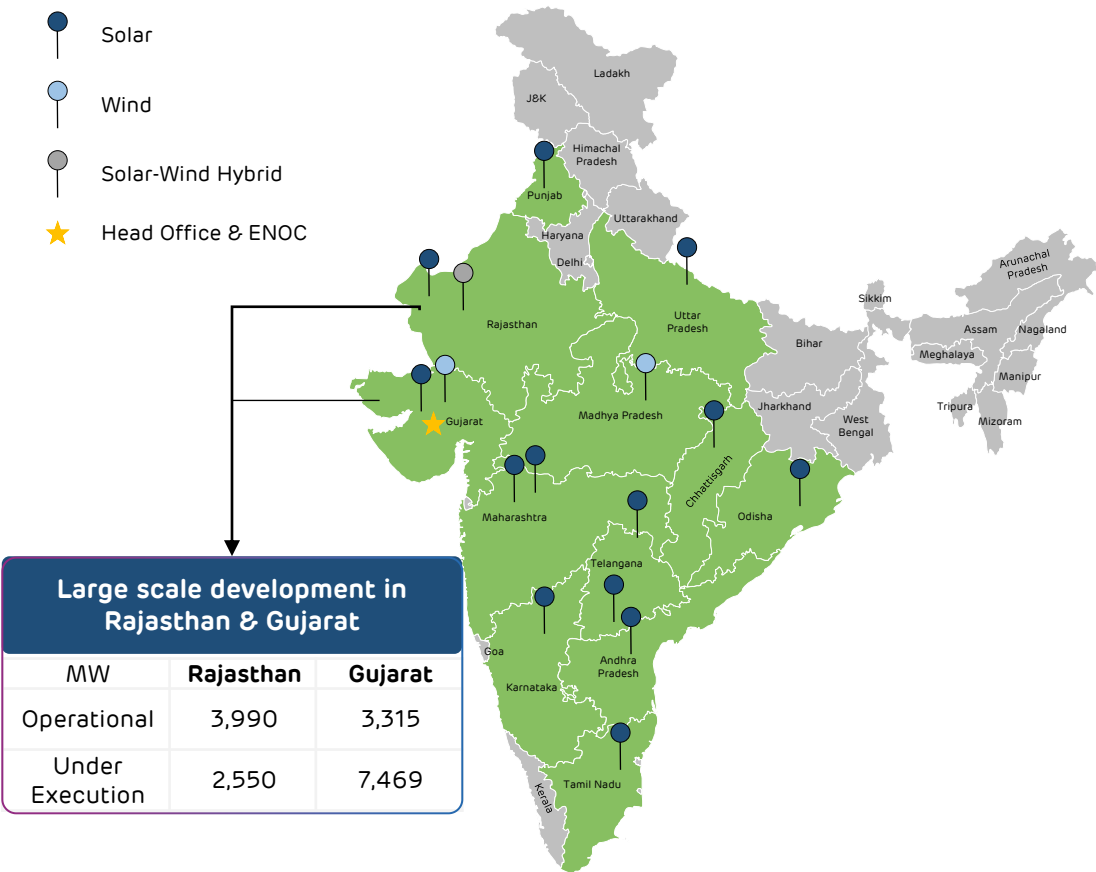 Solar
Wind
Solar-Wind Hybrid
Head Office & ENOC
Ladakh
J&K
Himachal
Pradesh
Punjab
Uttarakhand
Haryana
Delhi
Arunachal
Pradesh
Sikkim
Rajasthan
Uttar
Pradesh
Assam
Nagaland
Bihar
Meghalaya
Manipur
Jharkhand
Tripura
Mizoram
Madhya Pradesh
Gujarat
West
Bengal
Chhattisgarh
Maharashtra
Odisha
Telangana
Goa
Andhra
Pradesh
Karnataka
Tamil Nadu
Kerala
Large scale development in
Rajasthan & Gujarat
MW Rajasthan Gujarat
Operational 3,990 3,315
Under
Execution 2,550 7,469